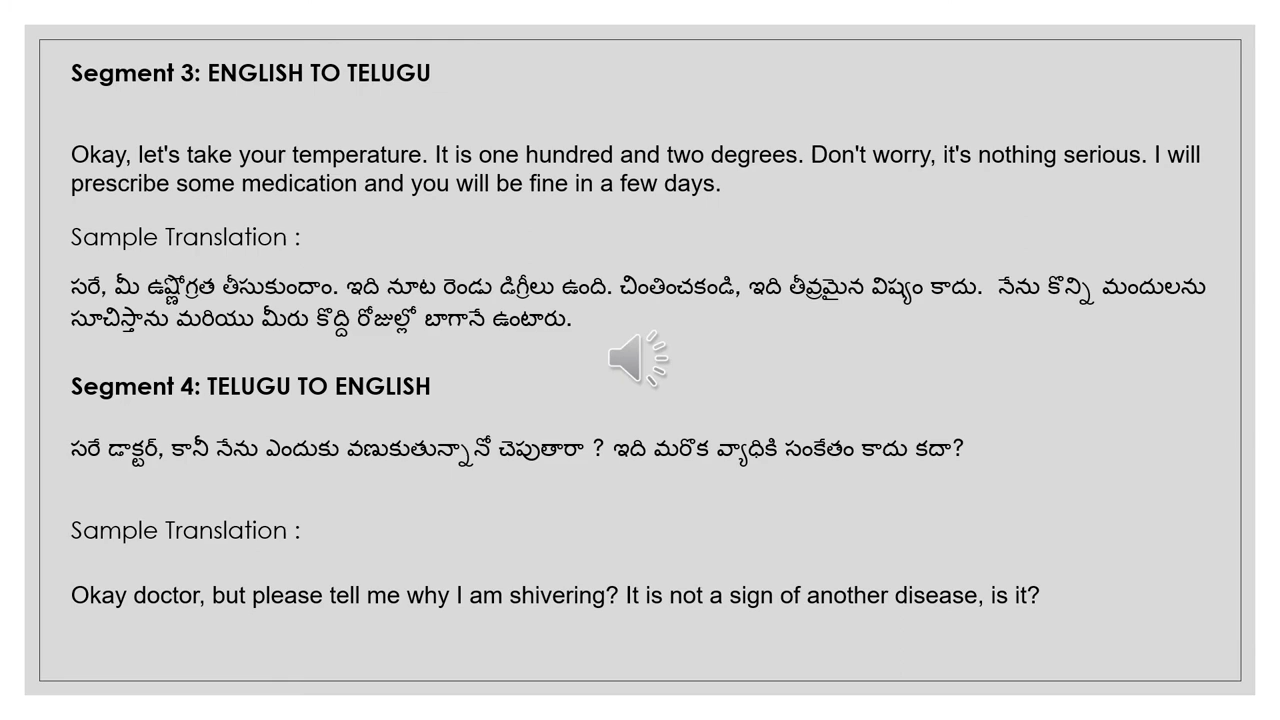 Segment 3: ENGLISH TO TELUGU
Okay, let's take your temperature. It is one hundred and two degrees. Don't worry, it's nothing serious. I will
prescribe some medication and you will be fine in a few days.
Sample Translation :
సరే, మీ ఉష్ణోగ్రత తీసుకుందాం. ఇది నూట రెండు డిగ్రీలు ఉంది. చింతించకండి, ఇది తీవ్రమైన విష్యం కాదు. నేను కొన్ని మందులను
సూచిస్తాను మరియు మీరు కొద్ది రోజుల్లో బాగానే ఉంటారు.
Segment 4: TELUGU TO ENGLISH
సరే డాక్టర్, కానీ నేను ఎందుకు వణుకుతున్నానో చెపుతారా ? ఇది మరొక వ్యాధికి సంకేతం కాదు కదా?
Sample Translation :
Okay doctor, but please tell me why I am shivering? It is not a sign of another disease, is it?